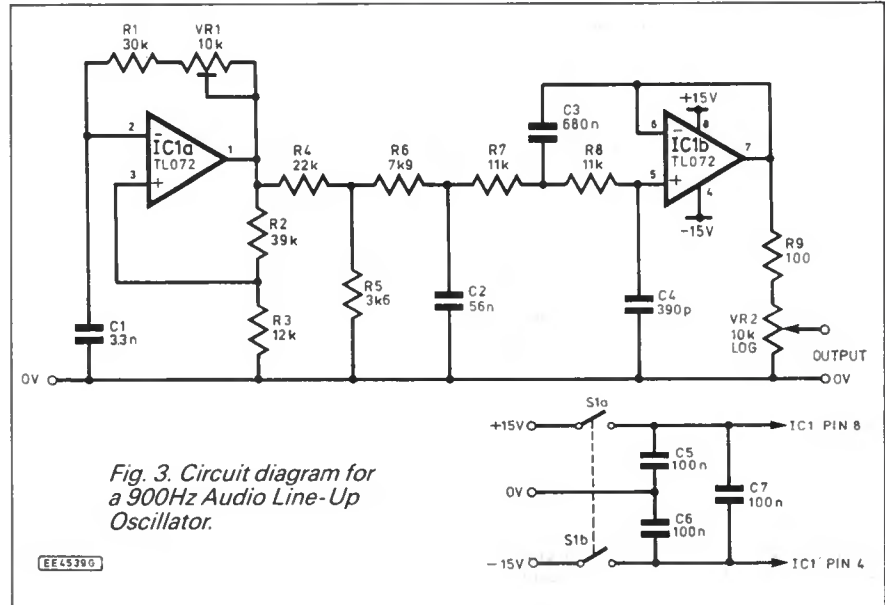 R1
30k
VR1
10k
2
3
IC1a
TL072
1
R4
22k
R6
7k9
R7
11k
C3
680n
R8
11k
+15V
8
6
5
IC1b
TL072
7
4
-15V
R2
39k
R3
12k
R5
3k6
C2
56n
C4
390p
R9
100
VR2
10k
LOG
C1
3.3n
OUTPUT
0V
0V
S1a
+15V
IC1 PIN 8
C5
100n
C7
100n
0V
C6
100n
S1b
-15V
IC1 PIN 4
Fig. 3. Circuit diagram for
a 900Hz Audio Line-Up
Oscillator.
EE4539G